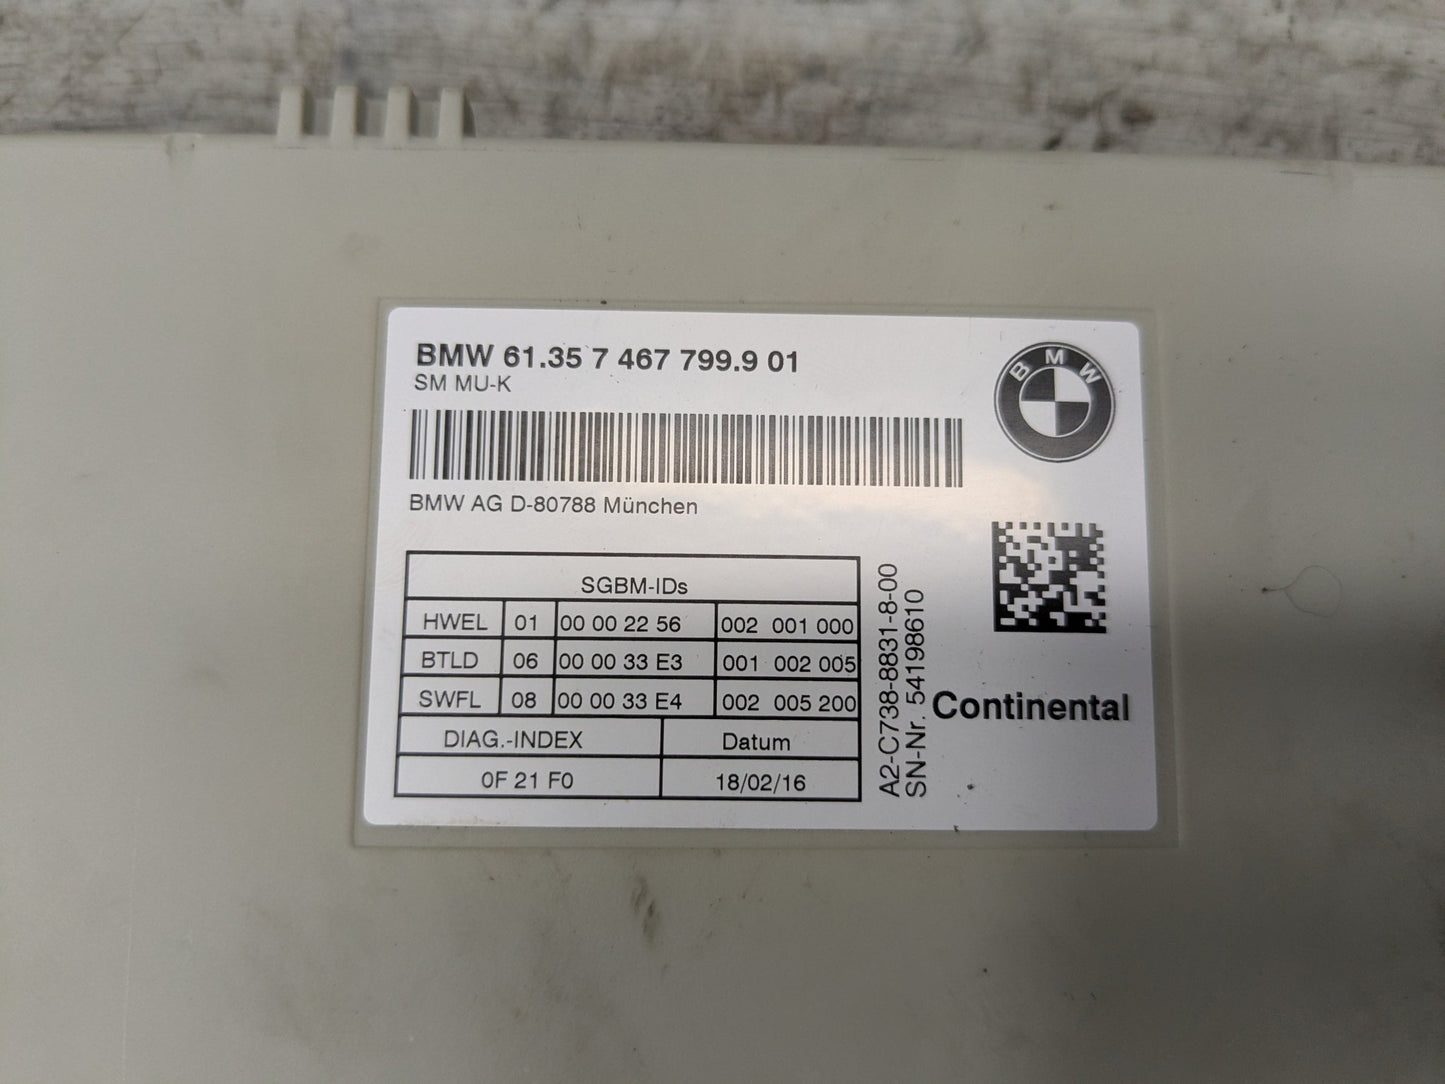 BMW 61.35 7 467 799.9 01
SM MU-K
B M W
BMW AG D-80788 München
SGBM-IDs
HWEL 01 00 00 22 56 002 001 000
BTLD 06 00 00 33 E3 001 002 005
SWFL 08 00 00 33 E4 002 005 200
DIAG.-INDEX Datum
0F 21 F0 18/02/16
A2-C738-8831-8-00
SN-Nr. 54198610
Continental